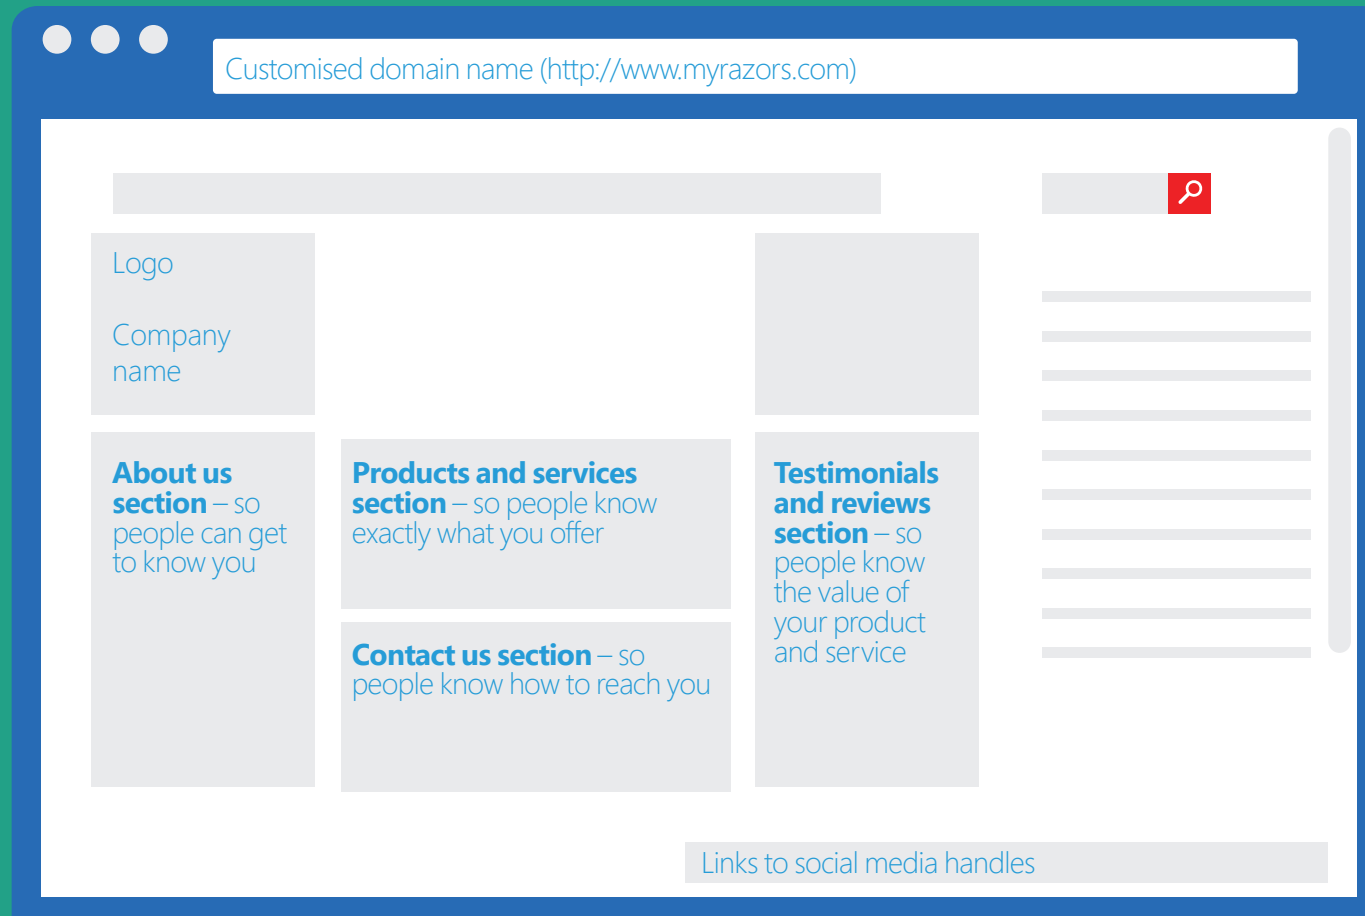 Customised domain name (http://www.myrazors.com)
Logo
Company
name
About us
section – so
people can get
to know you
Products and services
section – so people know
exactly what you offer
Contact us section – so
people know how to reach you
Testimonials
and reviews
section – so
people know
the value of
your product
and service
Links to social media handles